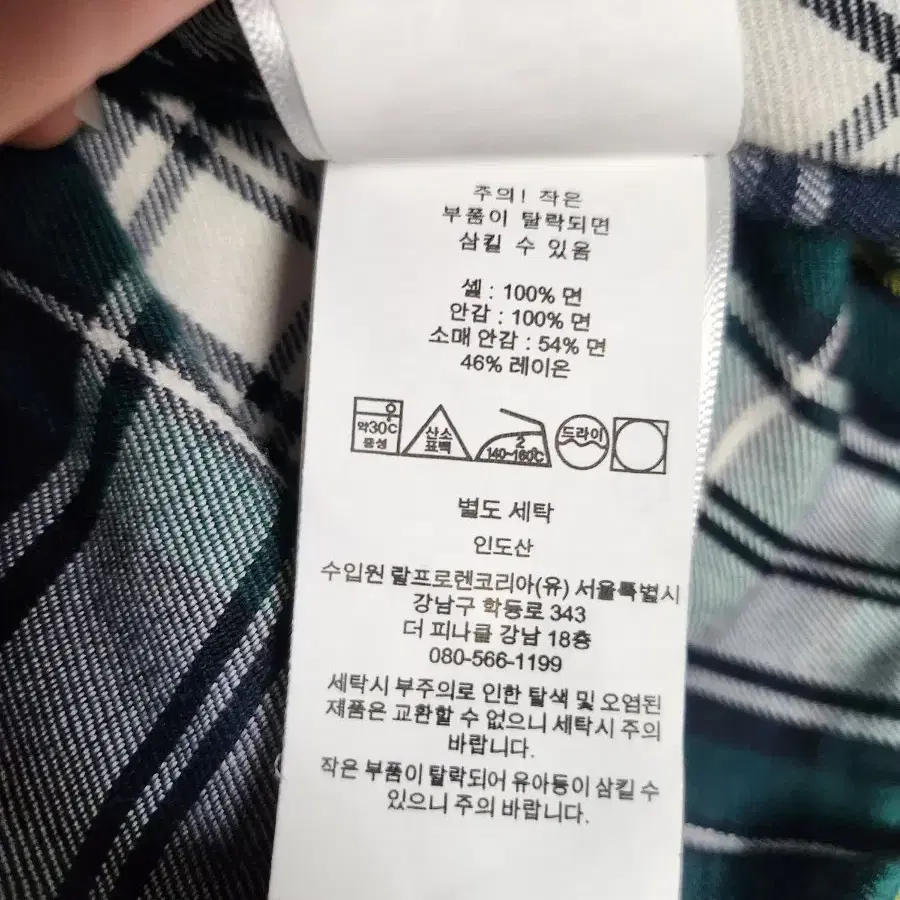 주의! 작은
부품이 탈락되면
삼킬 수 있음
셸 : 100% 면
안감 : 100% 면
소매 안감 : 54% 면
46% 레이온
약30℃
중성
산소
표백
2
140~160℃
드라이
별도 세탁
인도산
수입원 랄프로렌코리아(유) 서울특별시
강남구 학동로 343
더 피나클 강남 18층
080-566-1199
세탁시 부주의로 인한 탈색 및 오염된
제품은 교환할 수 없으니 세탁시 주의
바랍니다.
작은 부품이 탈락되어 유아등이 삼킬 수
있으니 주의 바랍니다.